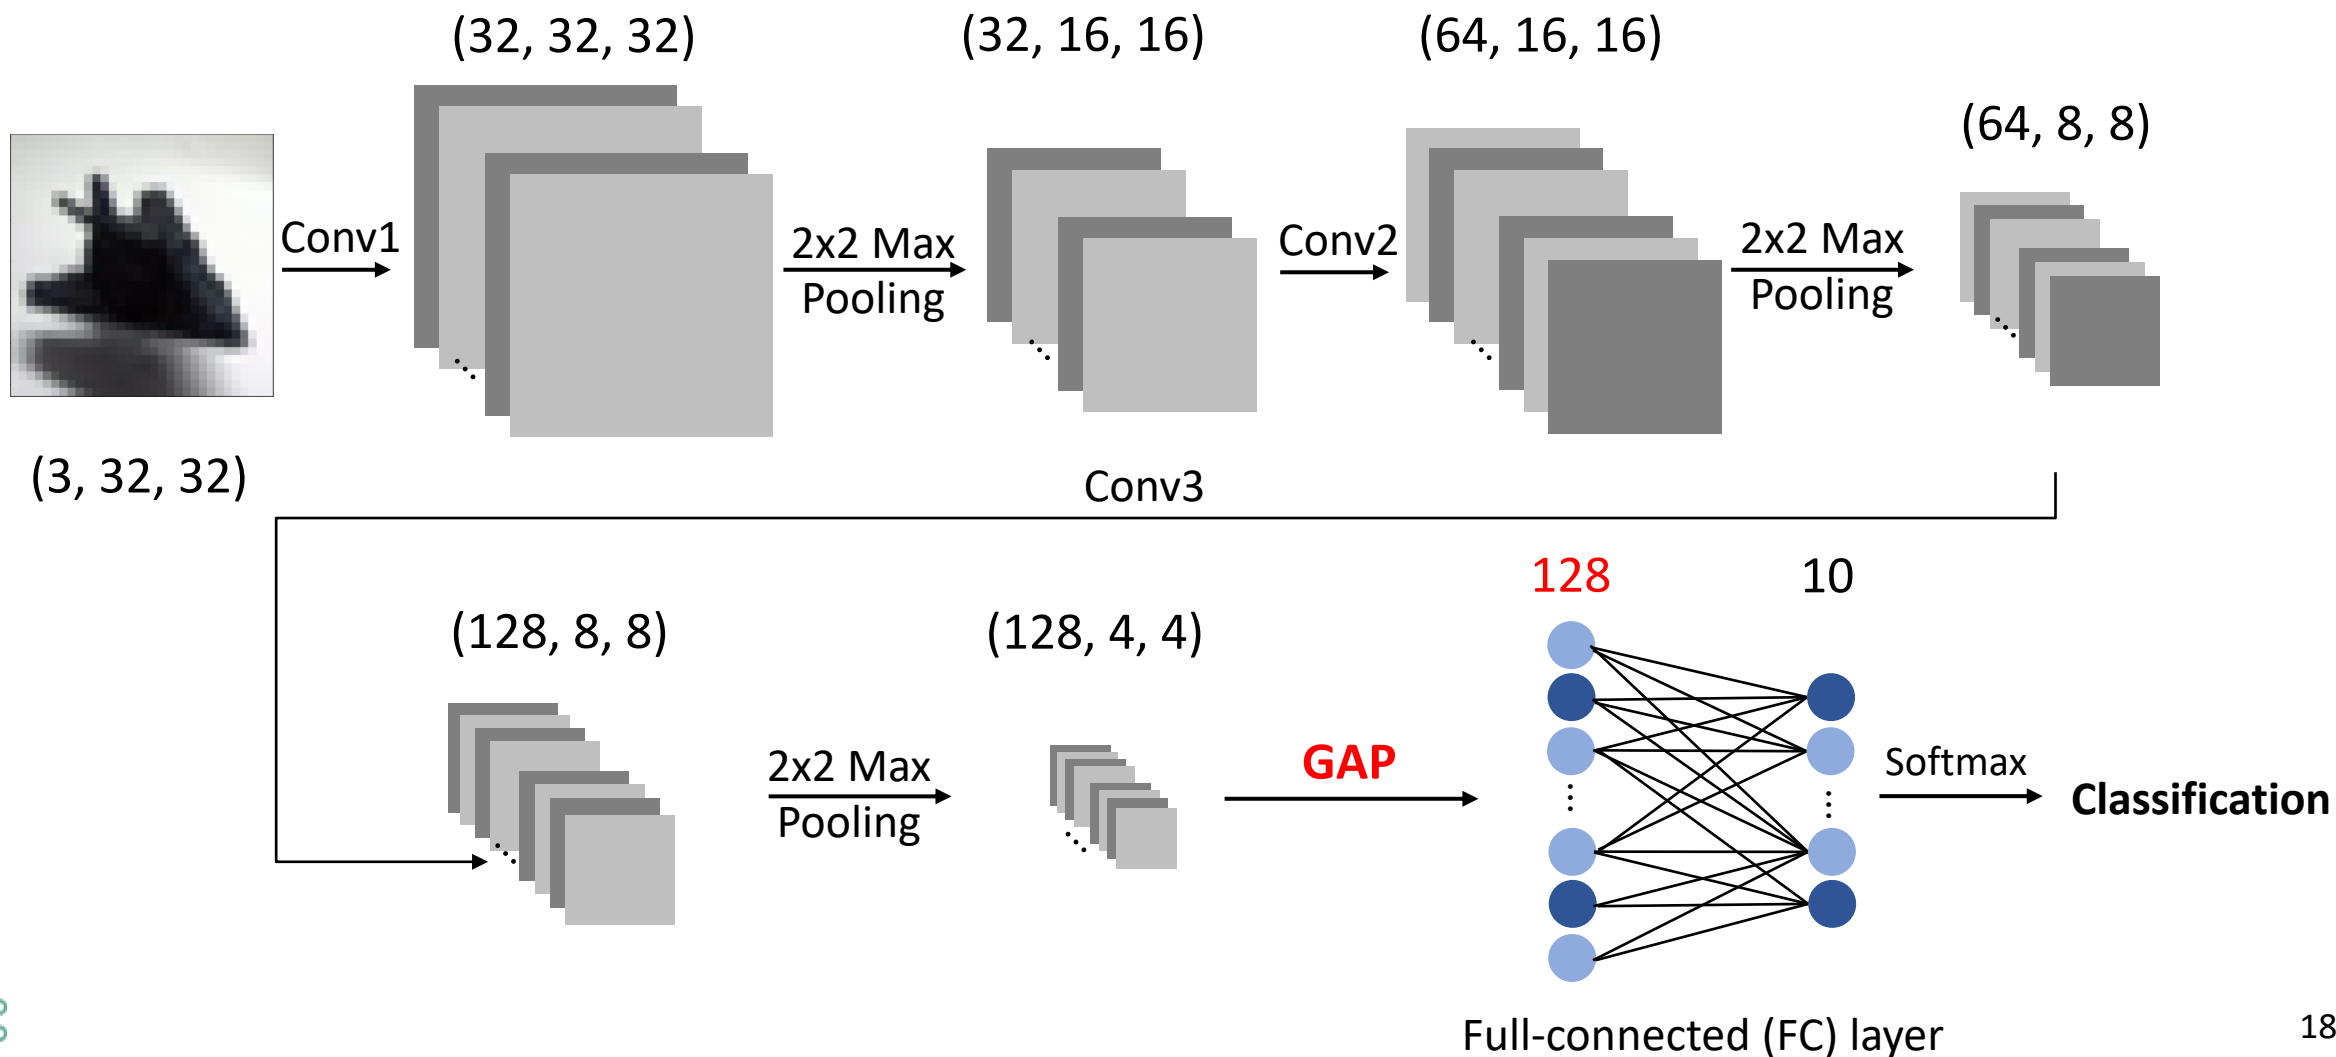 (32, 32, 32)
(32, 16, 16)
(64, 16, 16)
(64, 8, 8)
Conv1
2x2 Max
Pooling
Conv2
2x2 Max
Pooling
(3, 32, 32)
Conv3
128
10
(128, 8, 8)
(128, 4, 4)
2x2 Max
Pooling
GAP
Softmax
Classification
Full-connected (FC) layer
18